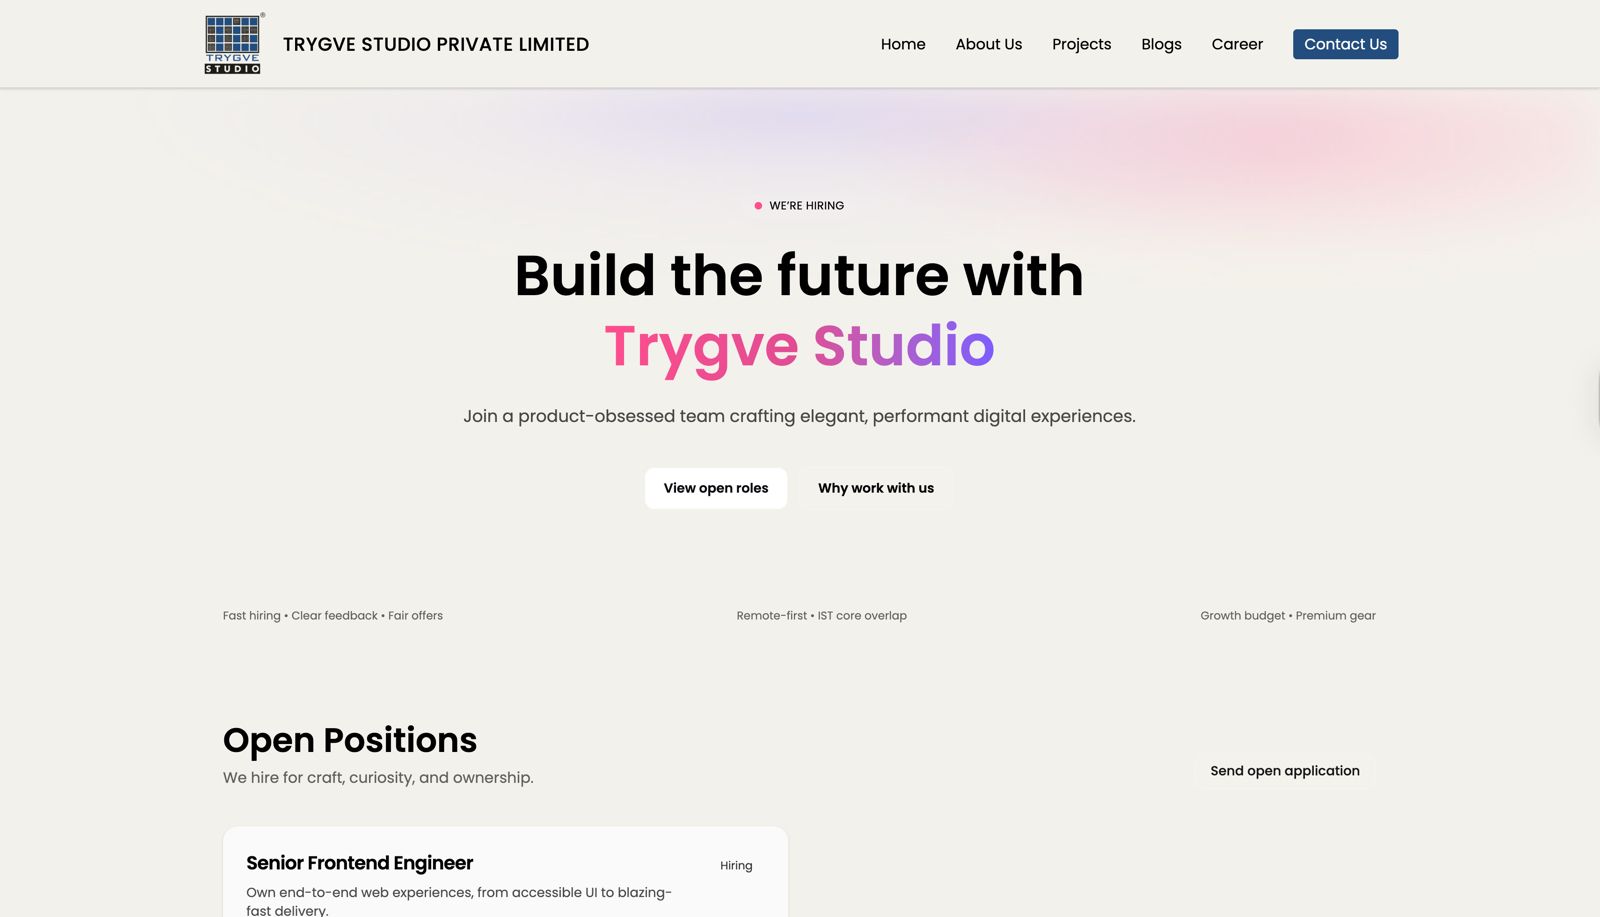 ®
TRYGVE
STUDIO
TRYGVE STUDIO PRIVATE LIMITED
Home
About Us
Projects
Blogs
Career
Contact Us
WE'RE HIRING
Build the future with
Trygve Studio
Join a product-obsessed team crafting elegant, performant digital experiences.
View open roles
Why work with us
Fast hiring • Clear feedback • Fair offers
Remote-first • IST core overlap
Growth budget • Premium gear
Open Positions
We hire for craft, curiosity, and ownership.
Send open application
Senior Frontend Engineer
Hiring
Own end-to-end web experiences, from accessible UI to blazing-
fast delivery.